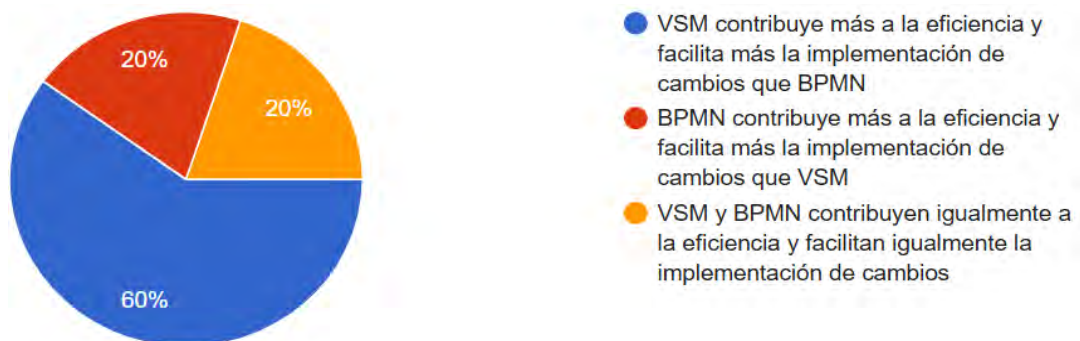 20%
20%
60%
VSM contribuye más a la eficiencia y
facilita más la implementación de
cambios que BPMN
BPMN contribuye más a la eficiencia y
facilita más la implementación de
cambios que VSM
VSM y BPMN contribuyen igualmente a
la eficiencia y facilitan igualmente la
implementación de cambios